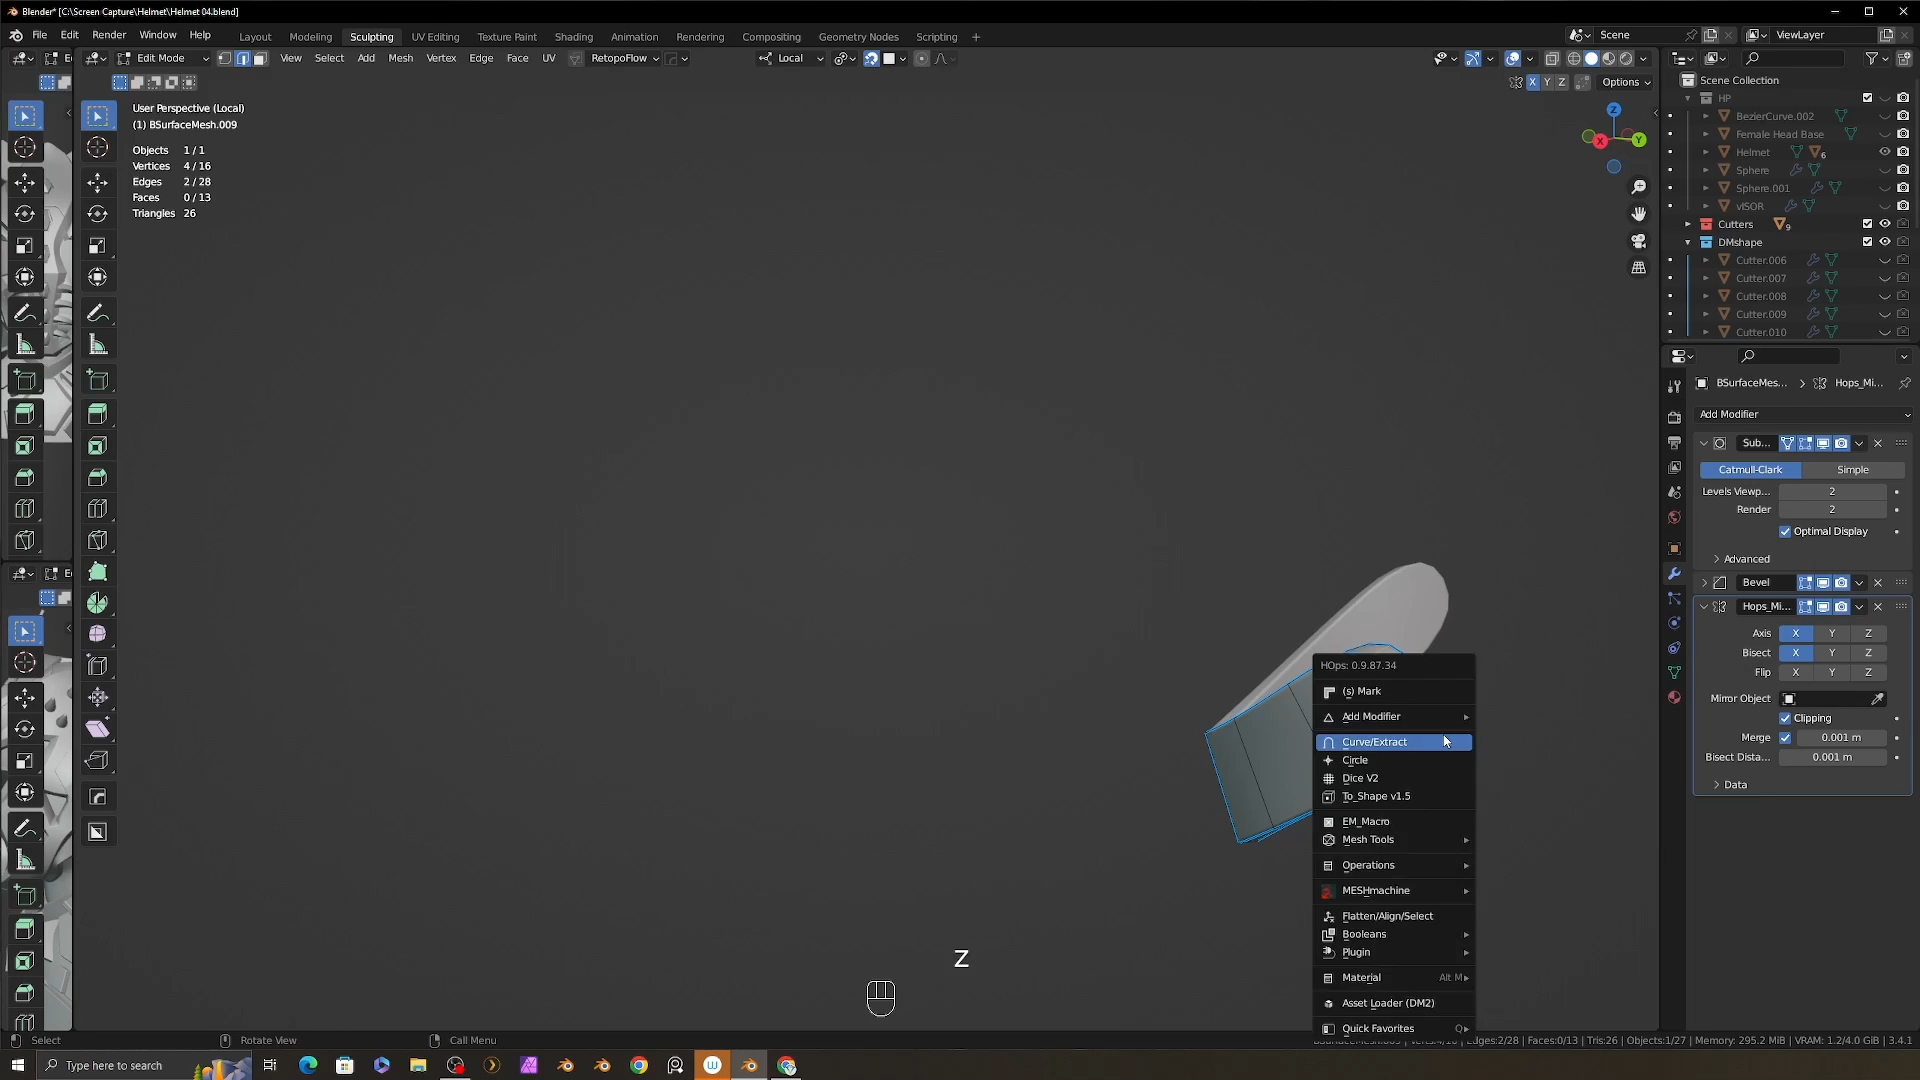 Blender* [C:\Screen Capture\Helmet\Helmet 04.blend]
File Edit Render Window Help Layout Modeling Sculpting UV Editing Texture Paint Shading Animation Rendering Compositing Geometry Nodes Scripting + Scene ViewLayer
Edit Mode View Select Add Mesh Vertex Edge Face UV RetopoFlow Local
X Y Z Options
User Perspective (Local)
(1) BSurfaceMesh.009
Objects 1/1
Vertices 4/16
Edges 2/28
Faces 0/13
Triangles 26
Z
X
Y
Scene Collection
HP
BezierCurve.002
Female Head Base
Helmet 6
Sphere
Sphere.001
vISOR
Cutters 9
DMshape
Cutter.006
Cutter.007
Cutter.008
Cutter.009
Cutter.010
BSurfaceMes... > Hops_Mi...
Add Modifier
Sub...
Catmull-Clark Simple
Levels Viewp... 2
Render 2
Optimal Display
Advanced
Bevel
Hops_Mi...
Axis X Y Z
Bisect X Y Z
Flip X Y Z
Mirror Object
Clipping
Merge 0.001 m
Bisect Dista... 0.001 m
Data
HOps: 0.9.87.34
(s) Mark
Add Modifier
Curve/Extract
Circle
Dice V2
To_Shape v1.5
EM_Macro
Mesh Tools
Operations
MESHmachine
Flatten/Align/Select
Booleans
Plugin
Material Alt M
Asset Loader (DM2)
Quick Favorites Q
Z
Select Rotate View Call Menu
Edges:2/28 | Faces:0/13 | Tris:26 | Objects:1/27 | Memory: 295.2 MiB | VRAM: 1.2/4.0 GiB | 3.4.1
Type here to search